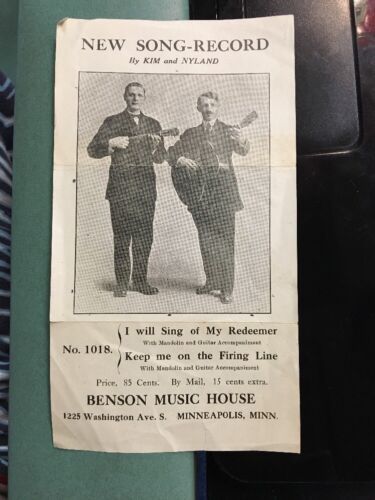 NEW SONG-RECORD
By KIM and NYLAND
No. 1018.
I will Sing of My Redeemer
With Mandolin and Guitar Accompaniment
Keep me on the Firing Line
With Mandolin and Guitar Accompaniment
Price, 85 Cents. By Mail, 15 cents extra.
BENSON MUSIC HOUSE
1225 Washington Ave. S. MINNEAPOLIS, MINN.